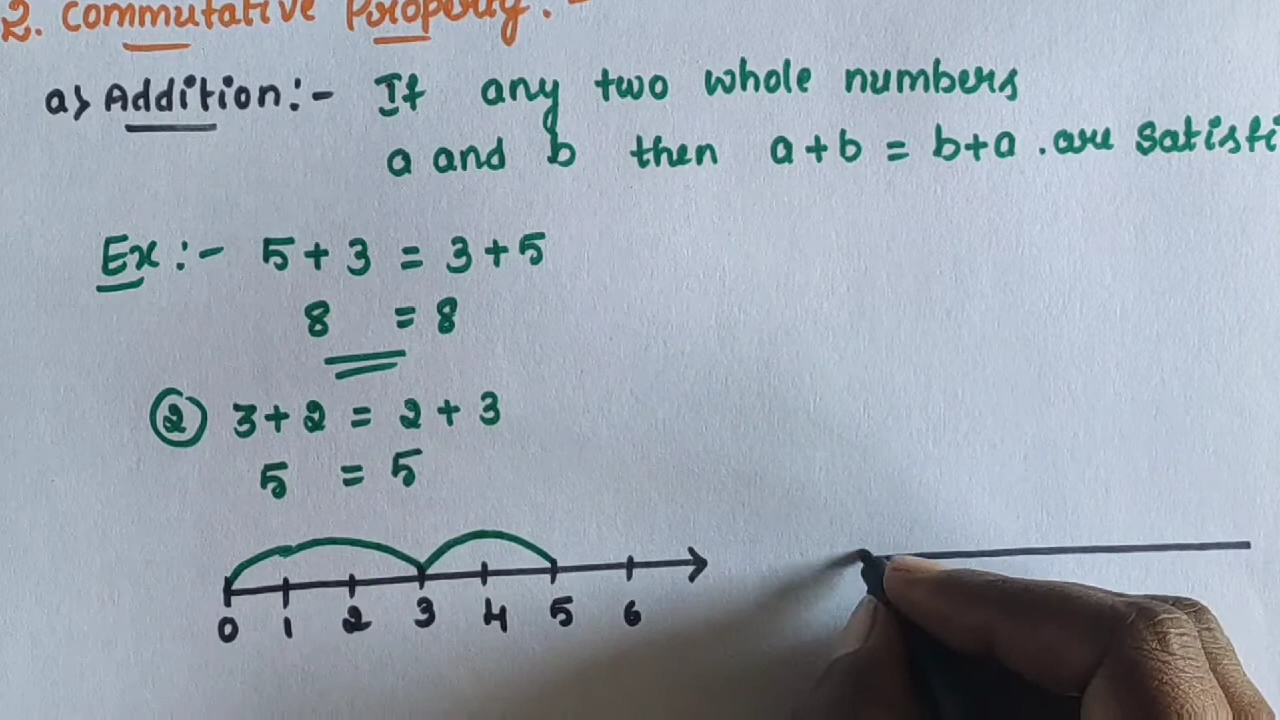 2. Commutative Property :-
a) Addition :- If any two whole numbers
a and b then a+b = b+a . are Satisfi
Ex :- 5 + 3 = 3 + 5
8 = 8
② 3 + 2 = 2 + 3
5 = 5
0 1 2 3 4 5 6